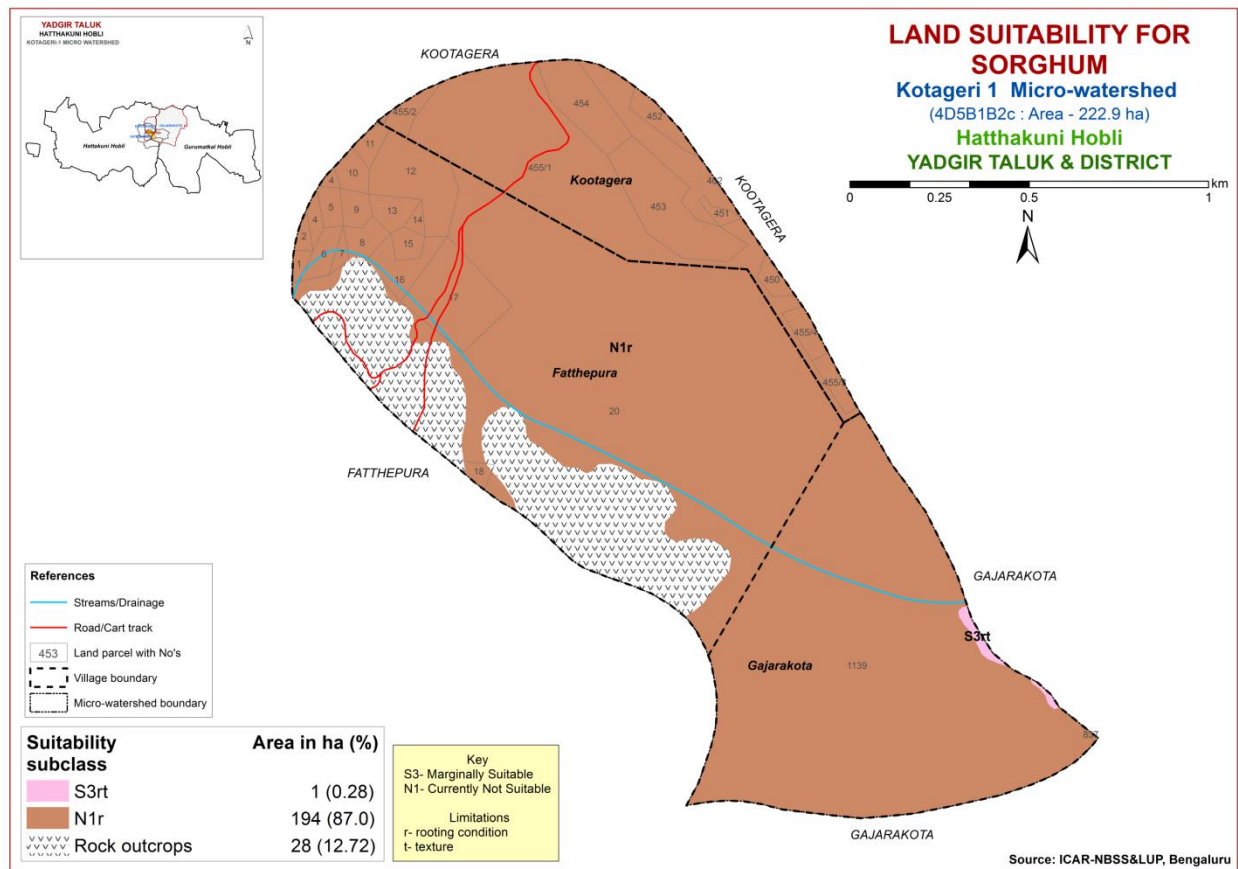 YADGIR TALUK
HATTHAKUNI HOBLI
KOTAGERI-1 MICRO WATERSHED
N
Hattakuni Hobli
Gurumatkal Hobli
LAND SUITABILITY FOR
SORGHUM
Kotageri 1 Micro-watershed
(4D5B1B2c : Area - 222.9 ha)
Hatthakuni Hobli
YADGIR TALUK & DISTRICT
km
0 0.25 0.5 1
N
KOOTAGERA
455/2
454
452
11
10
12
455/1
Kootagera
462
KOOTAGERA
4
5
9
13
14
453
451
4
2
8
15
1
6
7
16
17
450
455/4
455/3
N1r
Fatthepura
20
FATTHEPURA
18
GAJARAKOTA
S3rt
Gajarakota
1139
837
GAJARAKOTA
References
Streams/Drainage
Road/Cart track
453 Land parcel with No's
Village boundary
Micro-watershed boundary
Suitability subclass Area in ha (%)
S3rt 1 (0.28)
N1r 194 (87.0)
Rock outcrops 28 (12.72)
Key
S3- Marginally Suitable
N1- Currently Not Suitable
Limitations
r- rooting condition
t- texture
Source: ICAR-NBSS&LUP, Bengaluru